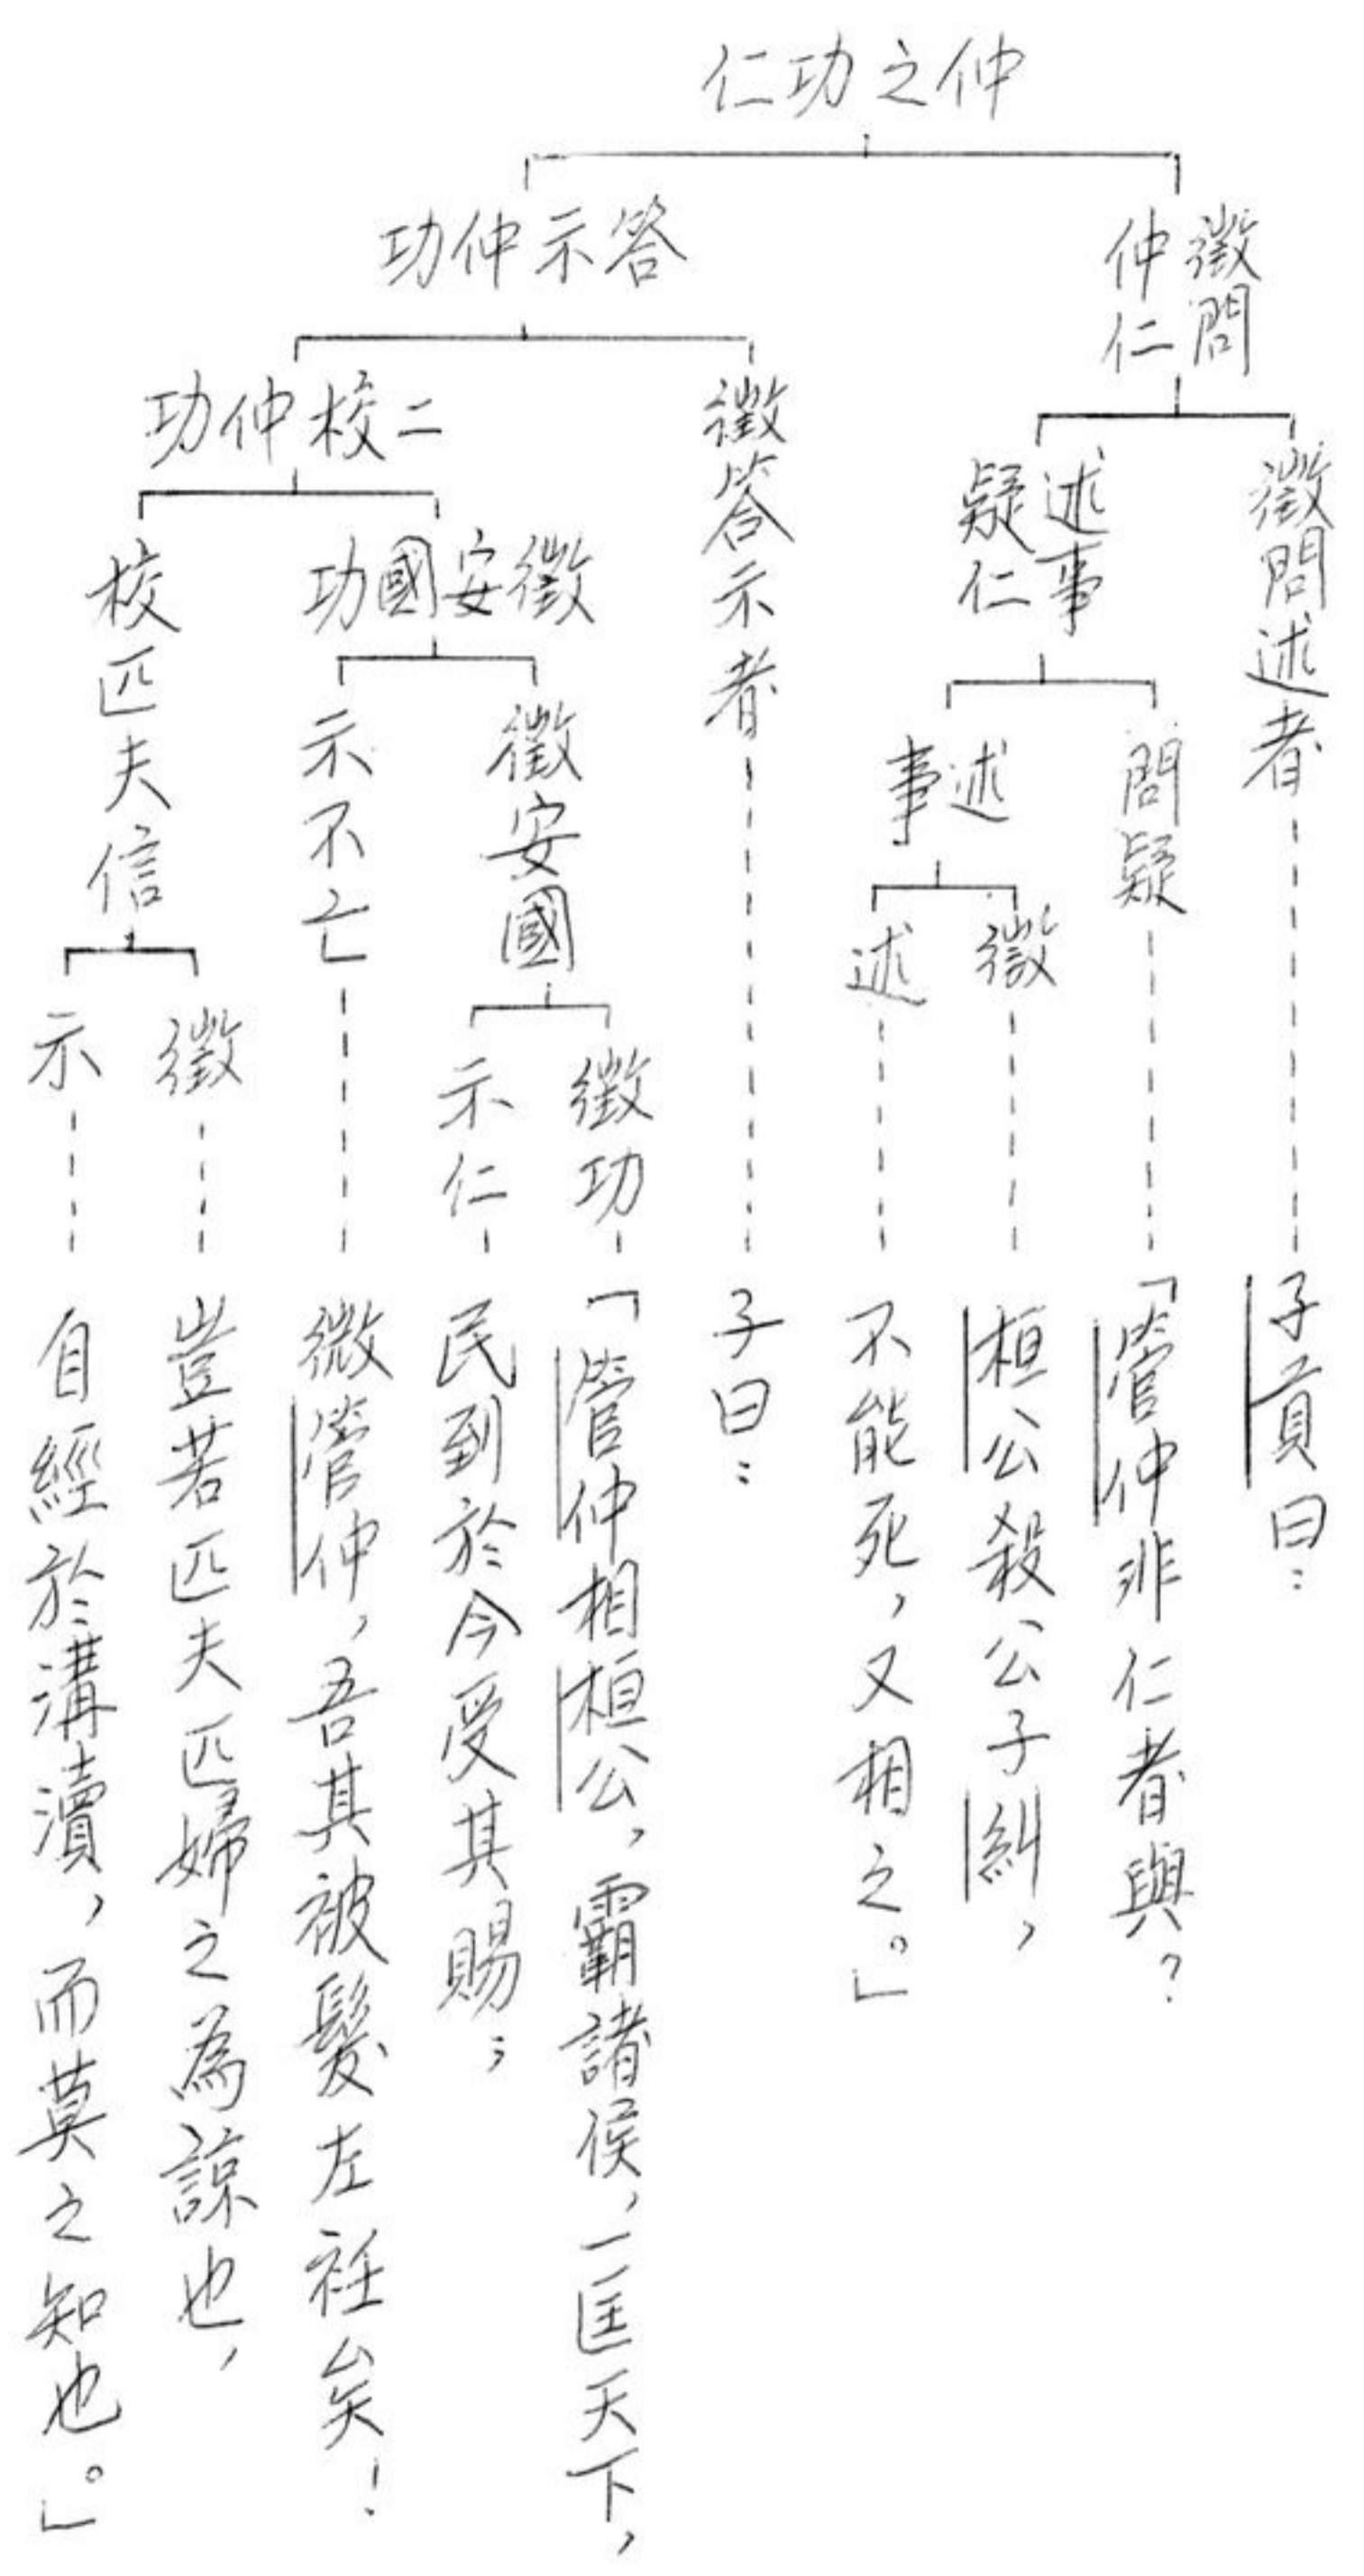 仲之功仁
徵問
仲仁
答示仲功
徵問述者
述事
疑仁
徵答示者
二校仲功
問疑
述事
徵安國功
校匹夫信
徵
述
徵安國
示不亡
徵功
示仁
徵
示
子貢曰：
「管仲非仁者與？
桓公殺公子糾，
不能死，又相之。」
子曰：
「管仲相桓公，霸諸侯，一匡天下，
民到於今受其賜；
微管仲，吾其被髮左衽矣！
豈若匹夫匹婦之為諒也，
自經於溝瀆，而莫之知也。」